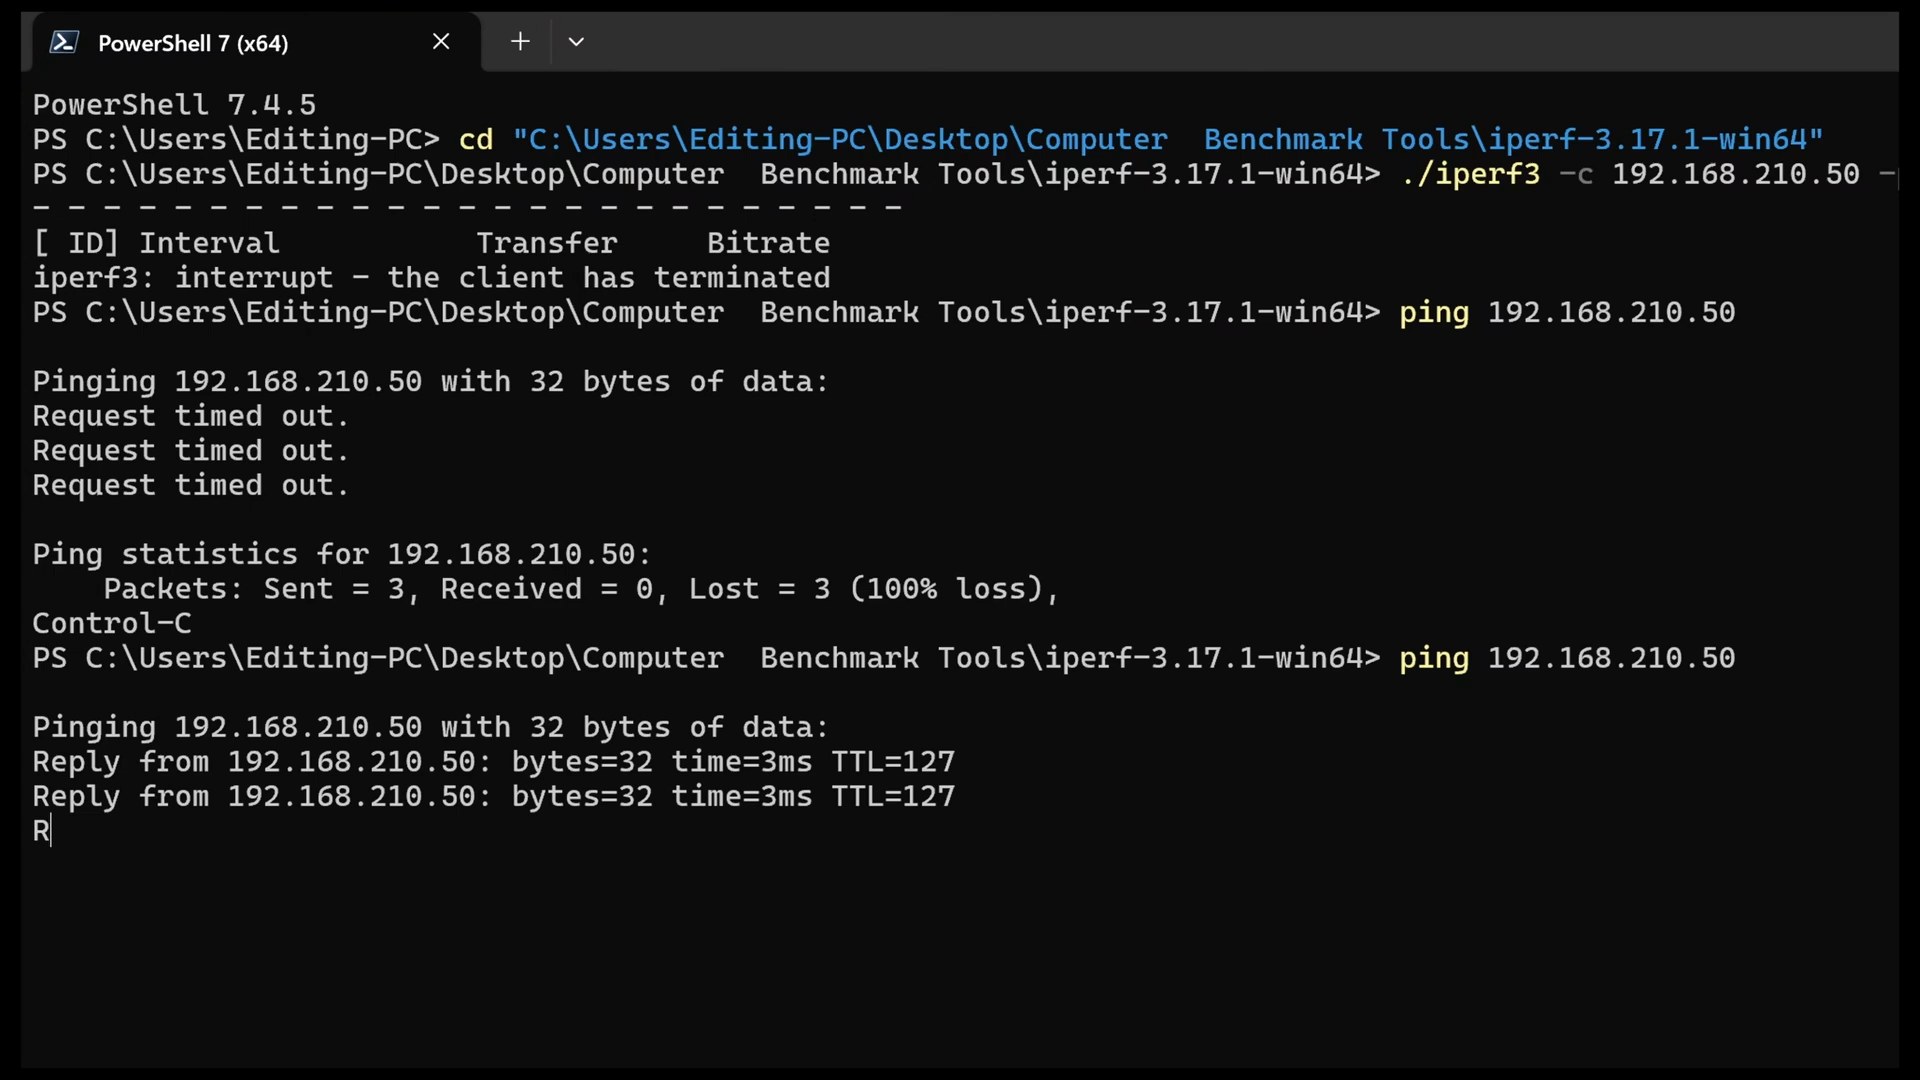 PowerShell 7 (x64)
PowerShell 7.4.5
PS C:\Users\Editing-PC> cd "C:\Users\Editing-PC\Desktop\Computer  Benchmark Tools\iperf-3.17.1-win64"
PS C:\Users\Editing-PC\Desktop\Computer  Benchmark Tools\iperf-3.17.1-win64> ./iperf3 -c 192.168.210.50 -
- - - - - - - - - - - - - - - - - - - - - - - - -
[ ID] Interval           Transfer     Bitrate
iperf3: interrupt - the client has terminated
PS C:\Users\Editing-PC\Desktop\Computer  Benchmark Tools\iperf-3.17.1-win64> ping 192.168.210.50
Pinging 192.168.210.50 with 32 bytes of data:
Request timed out.
Request timed out.
Request timed out.
Ping statistics for 192.168.210.50:
    Packets: Sent = 3, Received = 0, Lost = 3 (100% loss),
Control-C
PS C:\Users\Editing-PC\Desktop\Computer  Benchmark Tools\iperf-3.17.1-win64> ping 192.168.210.50
Pinging 192.168.210.50 with 32 bytes of data:
Reply from 192.168.210.50: bytes=32 time=3ms TTL=127
Reply from 192.168.210.50: bytes=32 time=3ms TTL=127
R